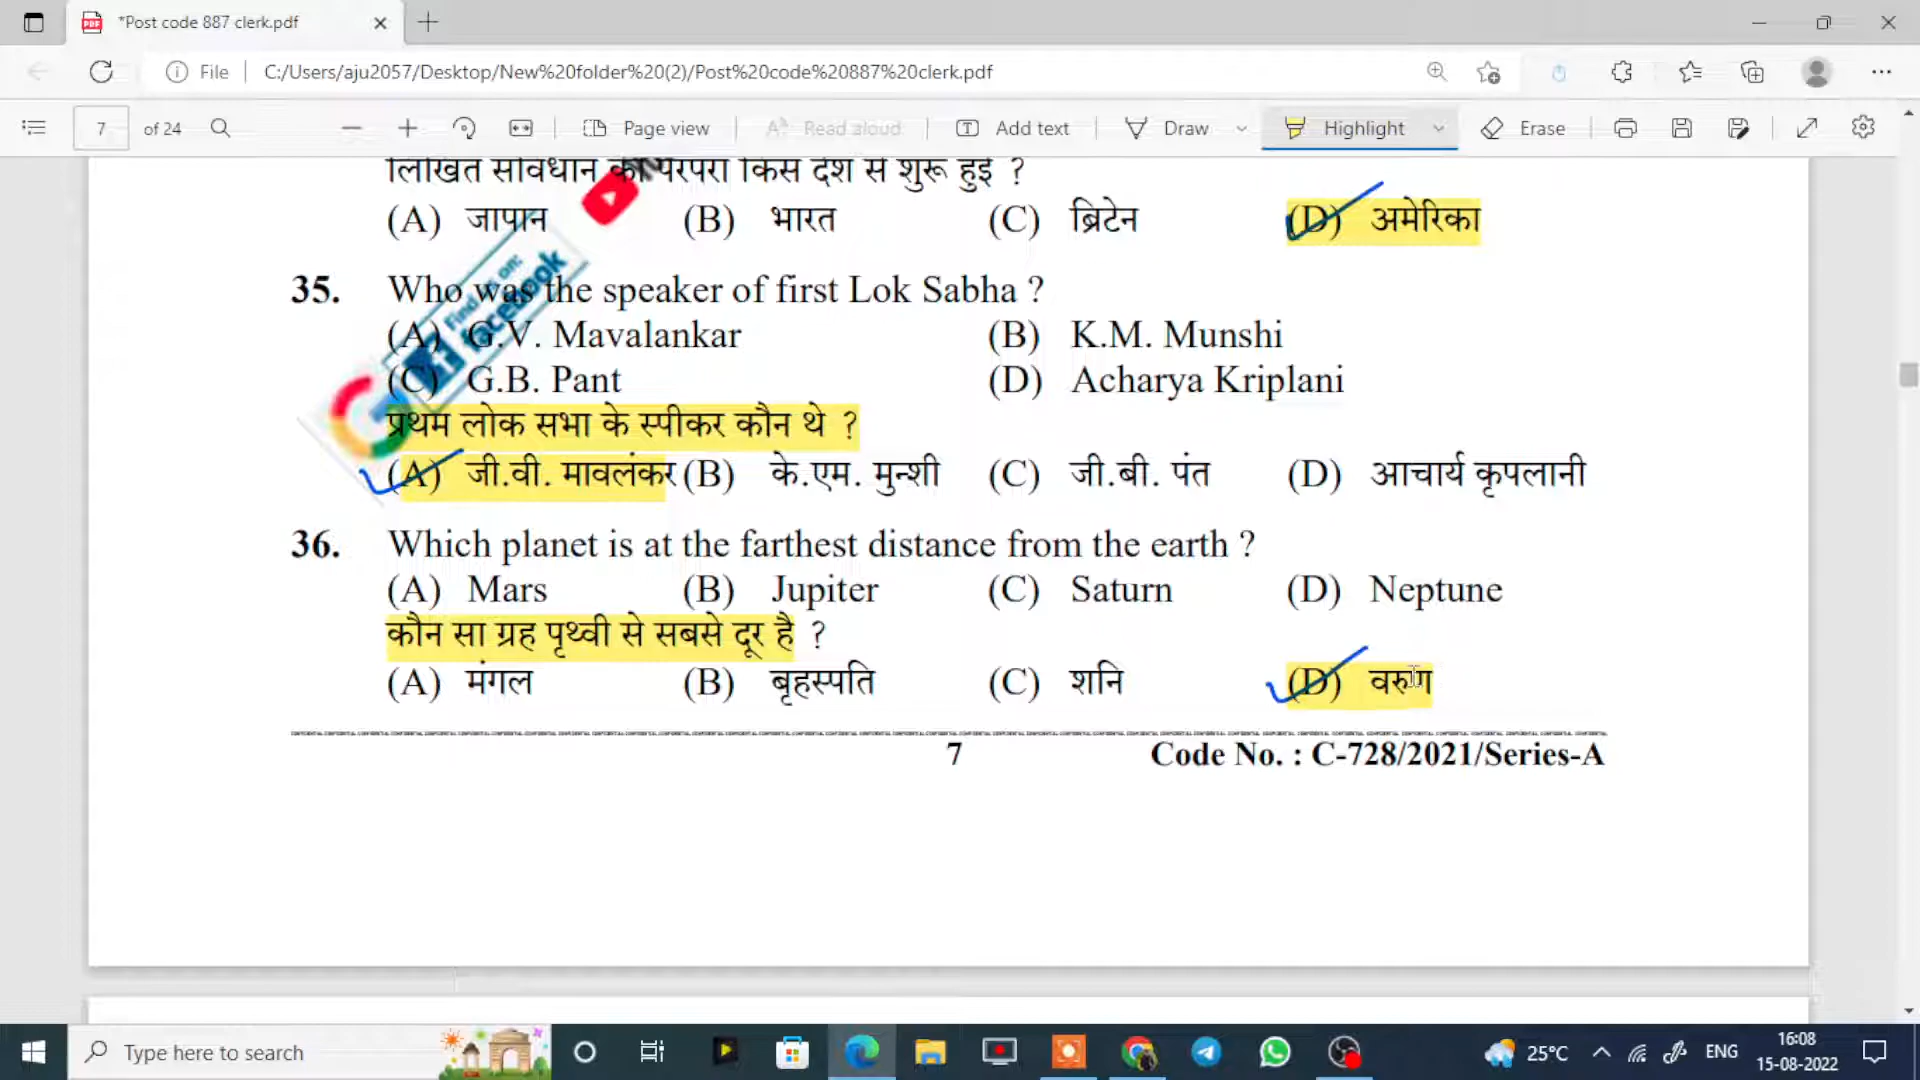 *Post code 887 clerk.pdf
File C:/Users/aju2057/Desktop/New%20folder%20(2)/Post%20code%20887%20clerk.pdf
7 of 24 Page view Read aloud Add text Draw Highlight Erase
लिखित संविधान की परंपरा किस देश से शुरू हुई ?
(A) जापान (B) भारत (C) ब्रिटेन (D) अमेरिका
35. Who was the speaker of first Lok Sabha ?
(A) G.V. Mavalankar (B) K.M. Munshi
(C) G.B. Pant (D) Acharya Kriplani
प्रथम लोक सभा के स्पीकर कौन थे ?
(A) जी.वी. मावलंकर (B) के.एम. मुन्शी (C) जी.बी. पंत (D) आचार्य कृपलानी
Find us on:
facebook
36. Which planet is at the farthest distance from the earth ?
(A) Mars (B) Jupiter (C) Saturn (D) Neptune
कौन सा ग्रह पृथ्वी से सबसे दूर है ?
(A) मंगल (B) बृहस्पति (C) शनि (D) वरुण
7 Code No. : C-728/2021/Series-A
Type here to search 25°C ENG 16:08
15-08-2022